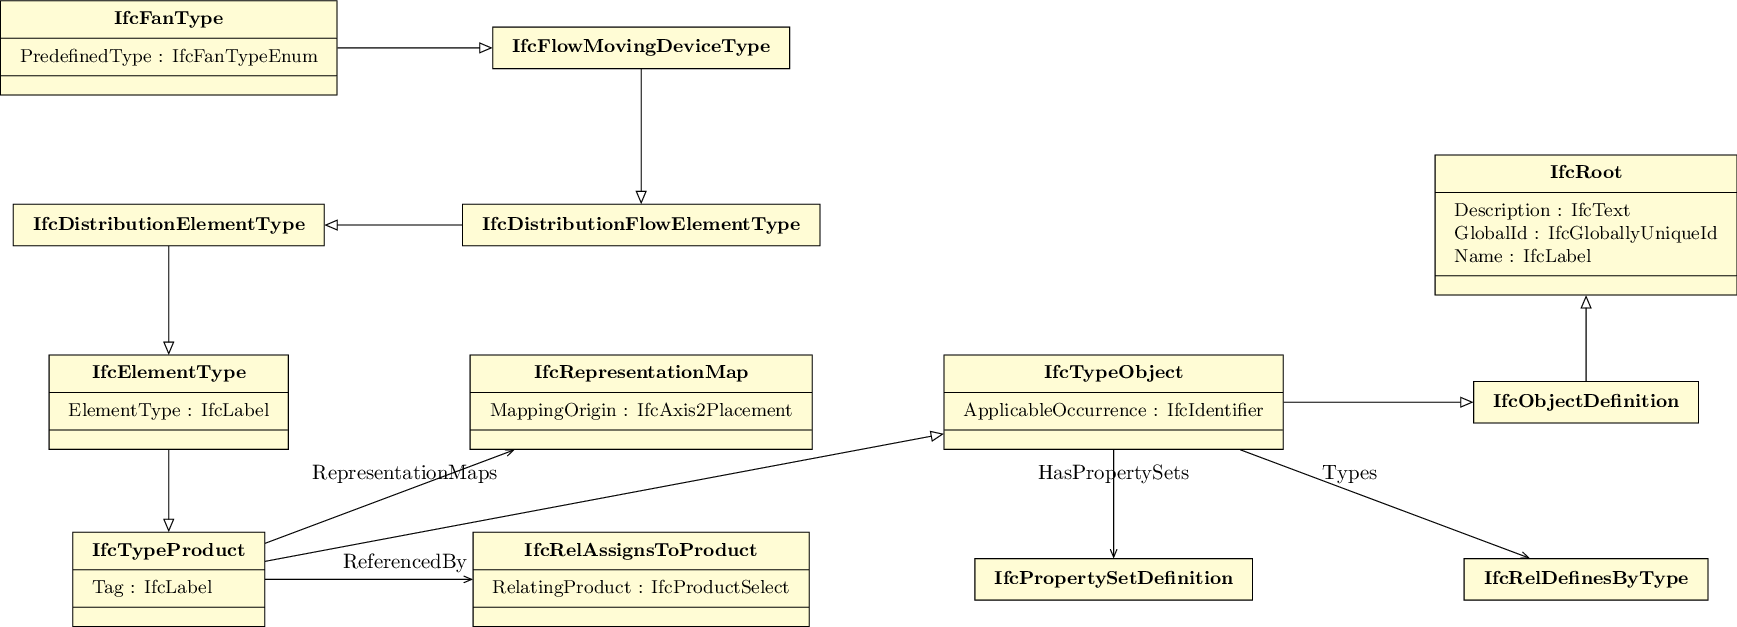 IfcFanType
PredefinedType : IfcFanTypeEnum
IfcFlowMovingDeviceType
IfcDistributionElementType
IfcDistributionFlowElementType
IfcRoot
Description : IfcText
GlobalId : IfcGloballyUniqueId
Name : IfcLabel
IfcElementType
ElementType : IfcLabel
IfcRepresentationMap
MappingOrigin : IfcAxis2Placement
IfcTypeObject
ApplicableOccurrence : IfcIdentifier
IfcObjectDefinition
RepresentationMaps
HasPropertySets
Types
IfcTypeProduct
Tag : IfcLabel
ReferencedBy
IfcRelAssignsToProduct
RelatingProduct : IfcProductSelect
IfcPropertySetDefinition
IfcRelDefinesByType